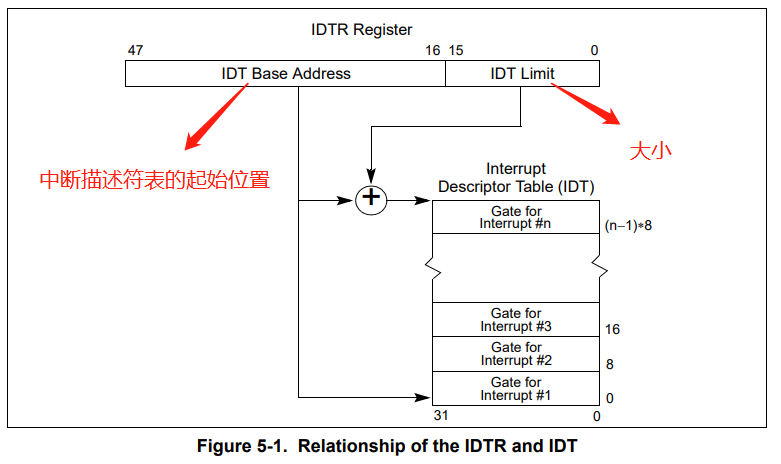 IDTR Register
47 16 15 0
IDT Base Address IDT Limit
中断描述符表的起始位置
大小
Interrupt
Descriptor Table (IDT)
+
Gate for
Interrupt #n
(n−1)∗8
Gate for
Interrupt #3
16
Gate for
Interrupt #2
8
Gate for
Interrupt #1
0
31 0
Figure 5-1. Relationship of the IDTR and IDT